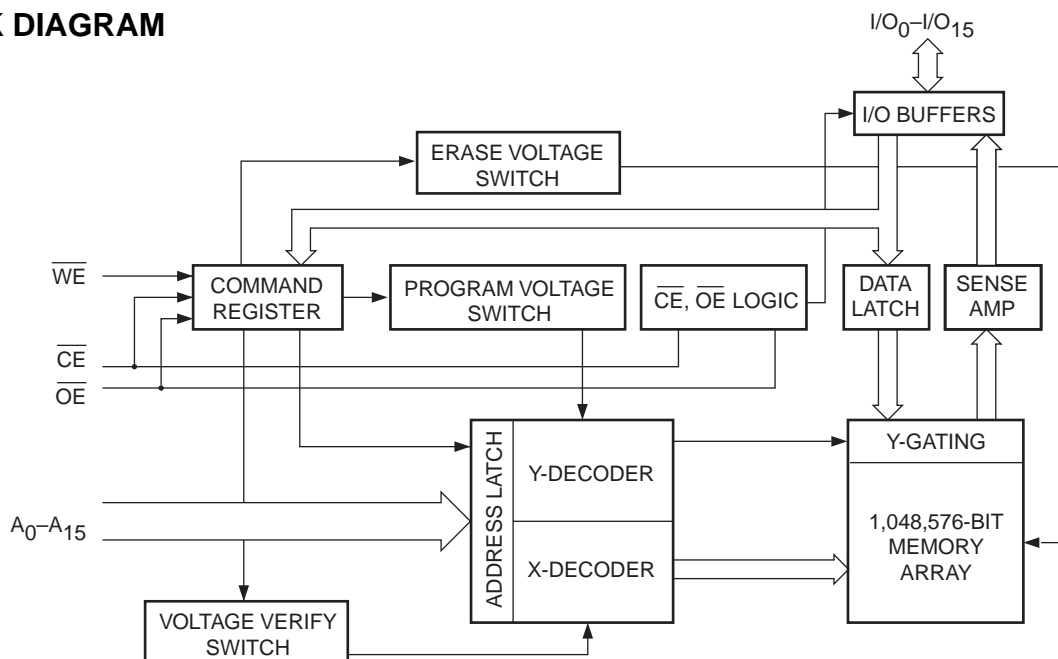 K DIAGRAM
I/O0–I/O15
I/O BUFFERS
ERASE VOLTAGE
SWITCH
WE
COMMAND
REGISTER
PROGRAM VOLTAGE
SWITCH
CE, OE LOGIC
DATA
LATCH
SENSE
AMP
CE
OE
ADDRESS LATCH
Y-DECODER
Y-GATING
A0–A15
X-DECODER
1,048,576-BIT
MEMORY
ARRAY
VOLTAGE VERIFY
SWITCH